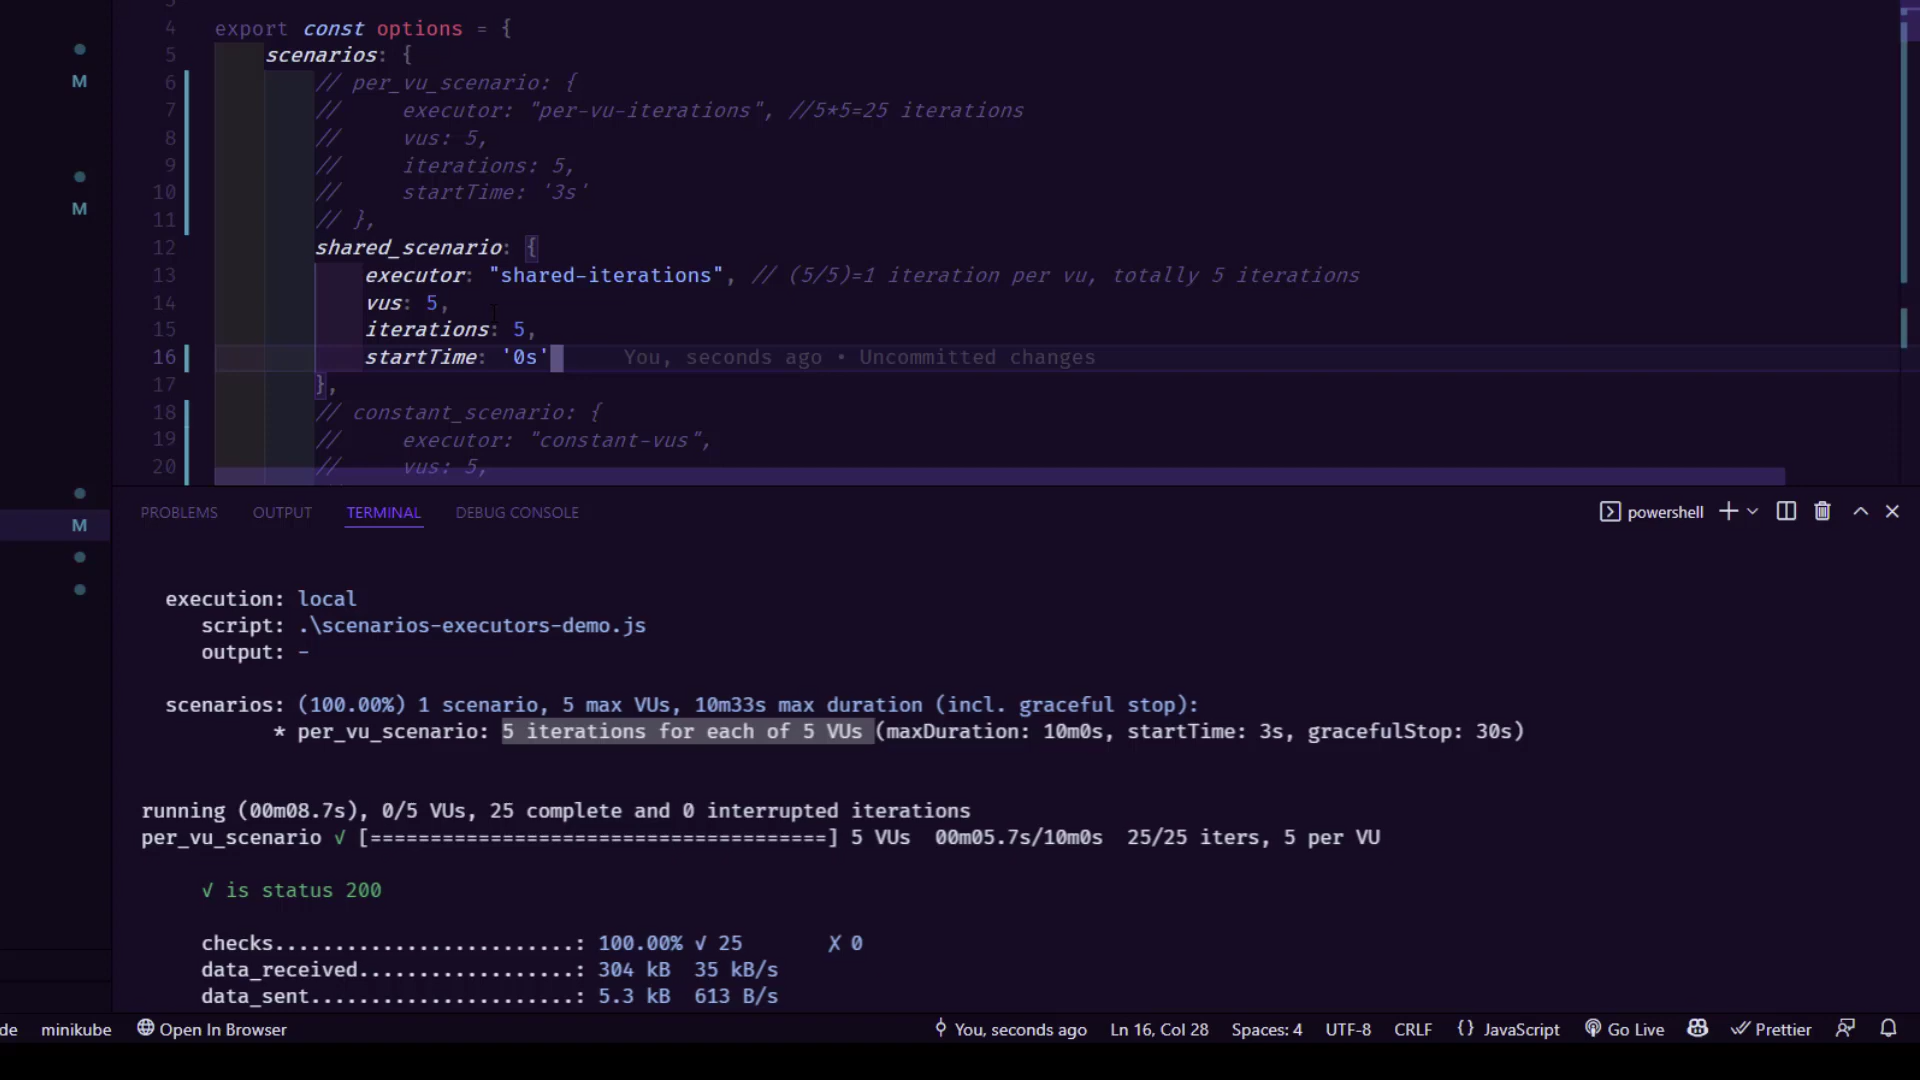 3
4 export const options = {
5 scenarios: {
6 // per_vu_scenario: {
7 // executor: "per-vu-iterations", //5*5=25 iterations
8 // vus: 5,
9 // iterations: 5,
10 // startTime: '3s'
11 // },
12 shared_scenario: {
13 executor: "shared-iterations", // (5/5)=1 iteration per vu, totally 5 iterations
14 vus: 5,
15 iterations: 5,
16 startTime: '0s' You, seconds ago • Uncommitted changes
17 },
18 // constant_scenario: {
19 // executor: "constant-vus",
20 // vus: 5,
M
M
M
PROBLEMS OUTPUT TERMINAL DEBUG CONSOLE powershell
execution: local
script: .\scenarios-executors-demo.js
output: -
scenarios: (100.00%) 1 scenario, 5 max VUs, 10m33s max duration (incl. graceful stop):
* per_vu_scenario: 5 iterations for each of 5 VUs (maxDuration: 10m0s, startTime: 3s, gracefulStop: 30s)
running (00m08.7s), 0/5 VUs, 25 complete and 0 interrupted iterations
per_vu_scenario √ [======================================] 5 VUs 00m05.7s/10m0s 25/25 iters, 5 per VU
√ is status 200
checks.........................: 100.00% √ 25 ╳ 0
data_received..................: 304 kB 35 kB/s
data_sent......................: 5.3 kB 613 B/s
de minikube Open In Browser You, seconds ago Ln 16, Col 28 Spaces: 4 UTF-8 CRLF {} JavaScript Go Live Prettier